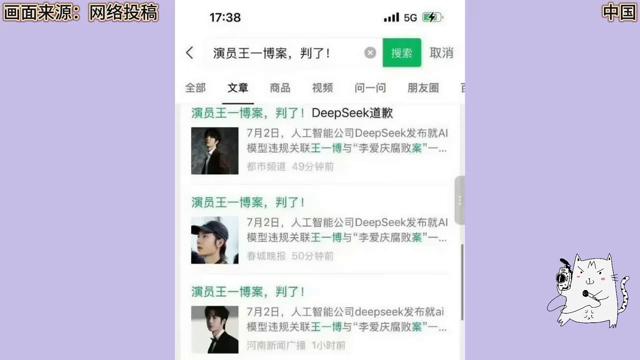 画面来源：网络投稿
中国
17:38
5G
演员王一博案，判了！
搜索
取消
全部
文章
商品
视频
问一问
朋友圈
演员王一博案，判了！DeepSeek道歉
7月2日，人工智能公司DeepSeek发布就AI
模型违规关联王一博与“李爱庆腐败案”一...
都市频道 49分钟前
演员王一博案，判了！
7月2日，人工智能公司DeepSeek发布就AI
模型违规关联王一博与“李爱庆腐败案”一...
春城晚报 50分钟前
演员王一博案，判了！
7月2日，人工智能公司deepseek发布就ai
模型违规关联王一博与“李爱庆腐败案”一...
河南新闻广播 1小时前